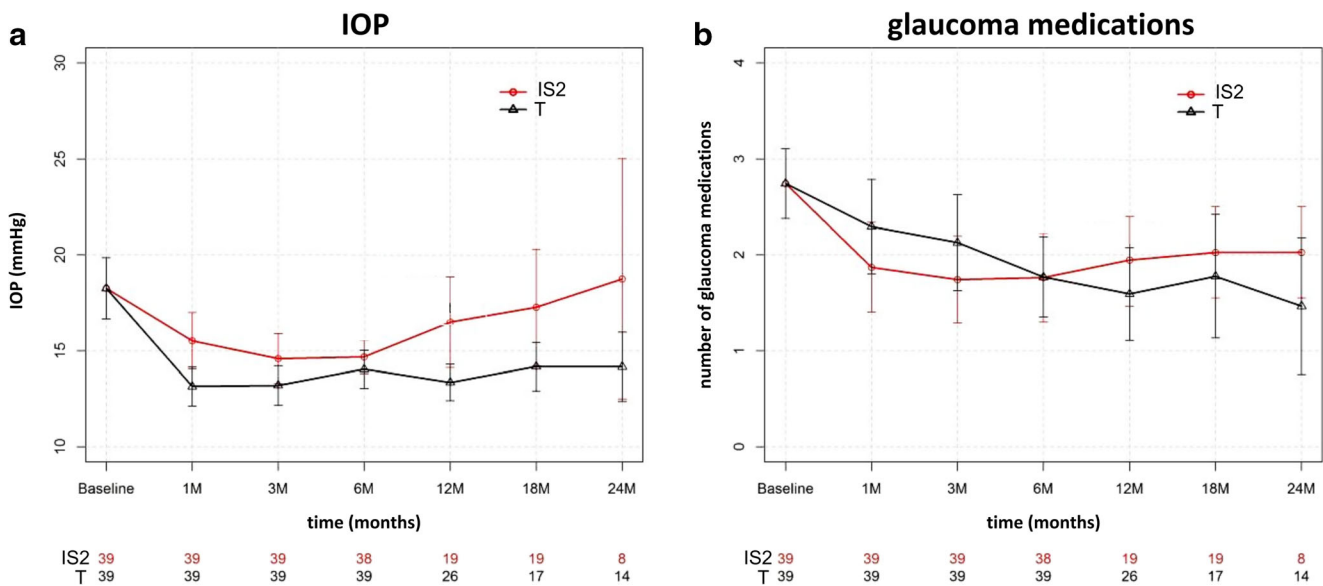 a
IOP
30
25
20
15
10
IOP (mmHg)
IS2
T
Baseline 1M 3M 6M 12M 18M 24M
time (months)
IS2 39 39 39 38 19 19 8
T 39 39 39 39 26 17 14
b
glaucoma medications
4
3
2
1
0
number of glaucoma medications
IS2
T
Baseline 1M 3M 6M 12M 18M 24M
time (months)
IS2 39 39 39 38 19 19 8
T 39 39 39 39 26 17 14